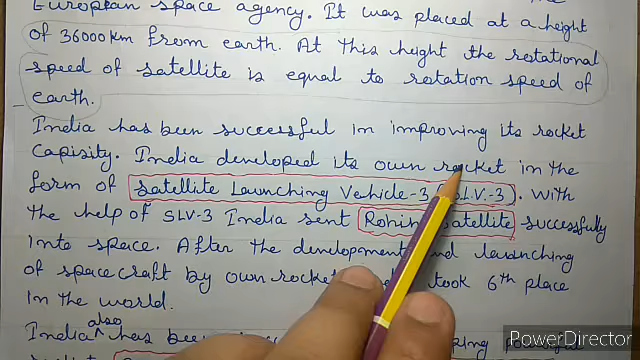 European space agency. It was placed at a height
of 36000 km from earth. At this height the rotational
speed of satellite is equal to rotation speed of
earth.
India has been successful in improving its rocket
Capisity. India developed its own rocket in the
form of Satellite Launching Vehicle-3 S.L.V.-3). With
the help of SLV-3 India sent Rohini Satellite successfully
into space. After the development and launching
of spacecraft by own rocket took 6th place
in the world.
India also has been
PowerDirector